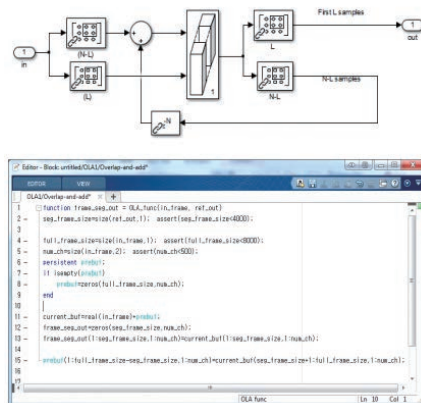 First L samples
1
in
(N-L)
(L)
1
L
N-L
N-L samples
1
out
-N
Editor - Block: untitled/OLA1/Overlap-and-add*
EDITOR
VIEW
OLA1/Overlap-and-add*
1 function frame_seg_out = OLA_func(in_frame, ref_out)
2 - seg_frame_size=size(ref_out,1); assert(seg_frame_size<4000);
3
4 - full_frame_size=size(in_frame,1); assert(full_frame_size<8000);
5 - num_ch=size(in_frame,2); assert(num_ch<500);
6 - persistent prebuf;
7 - if isempty(prebuf)
8 - prebuf=zeros(full_frame_size,num_ch);
9 - end
10
11 - current_buf=real(in_frame)+prebuf;
12 - frame_seg_out=zeros(seg_frame_size,num_ch);
13 - frame_seg_out(1:seg_frame_size,1:num_ch)=current_buf(1:seg_frame_size,1:num_ch);
14
15 - prebuf(1:full_frame_size-seg_frame_size,1:num_ch)=current_buf(seg_frame_size+1:full_frame_size,1:num_ch);
16
17
OLA func
Ln 10 Col 1